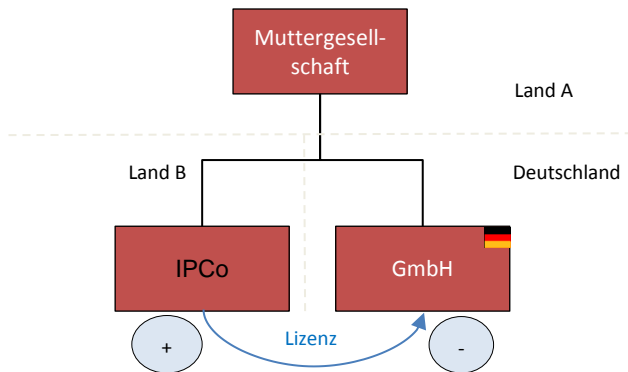 Muttergesell-
schaft
Land A
Land B
Deutschland
IPCo
GmbH
Lizenz
+
-